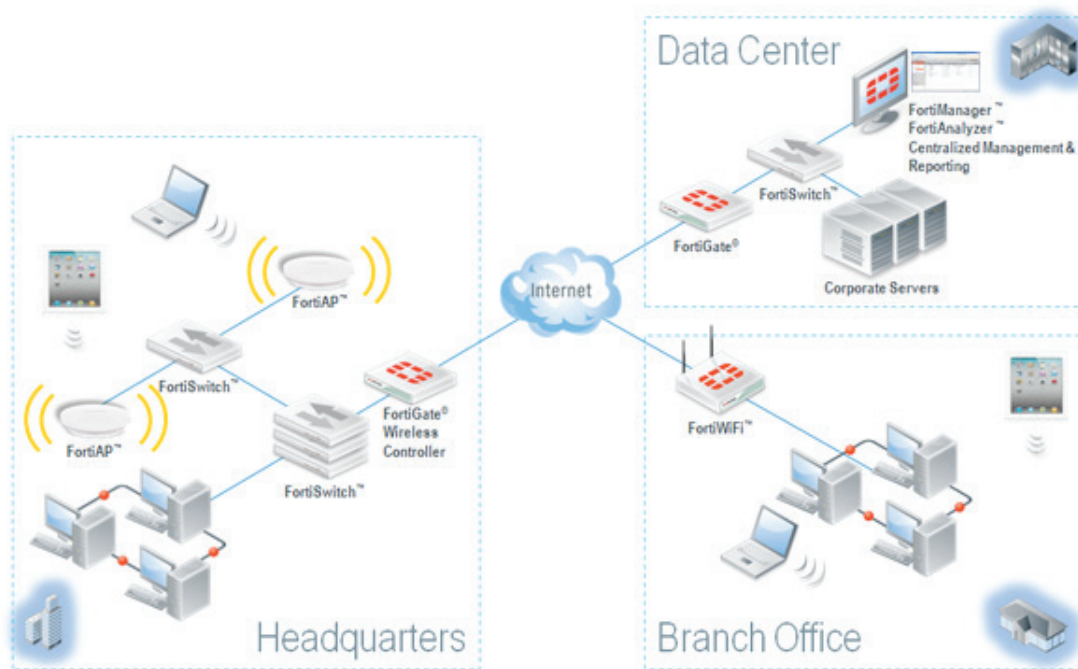 Data Center
FortiManager™
FortiAnalyzer™
Centralized Management &
Reporting
FortiSwitch™
FortiGate®
Corporate Servers
Internet
FortiAP™
FortiSwitch™
FortiAP™
FortiGate®
Wireless
Controller
FortiSwitch™
Headquarters
FortiWiFi™
Branch Office